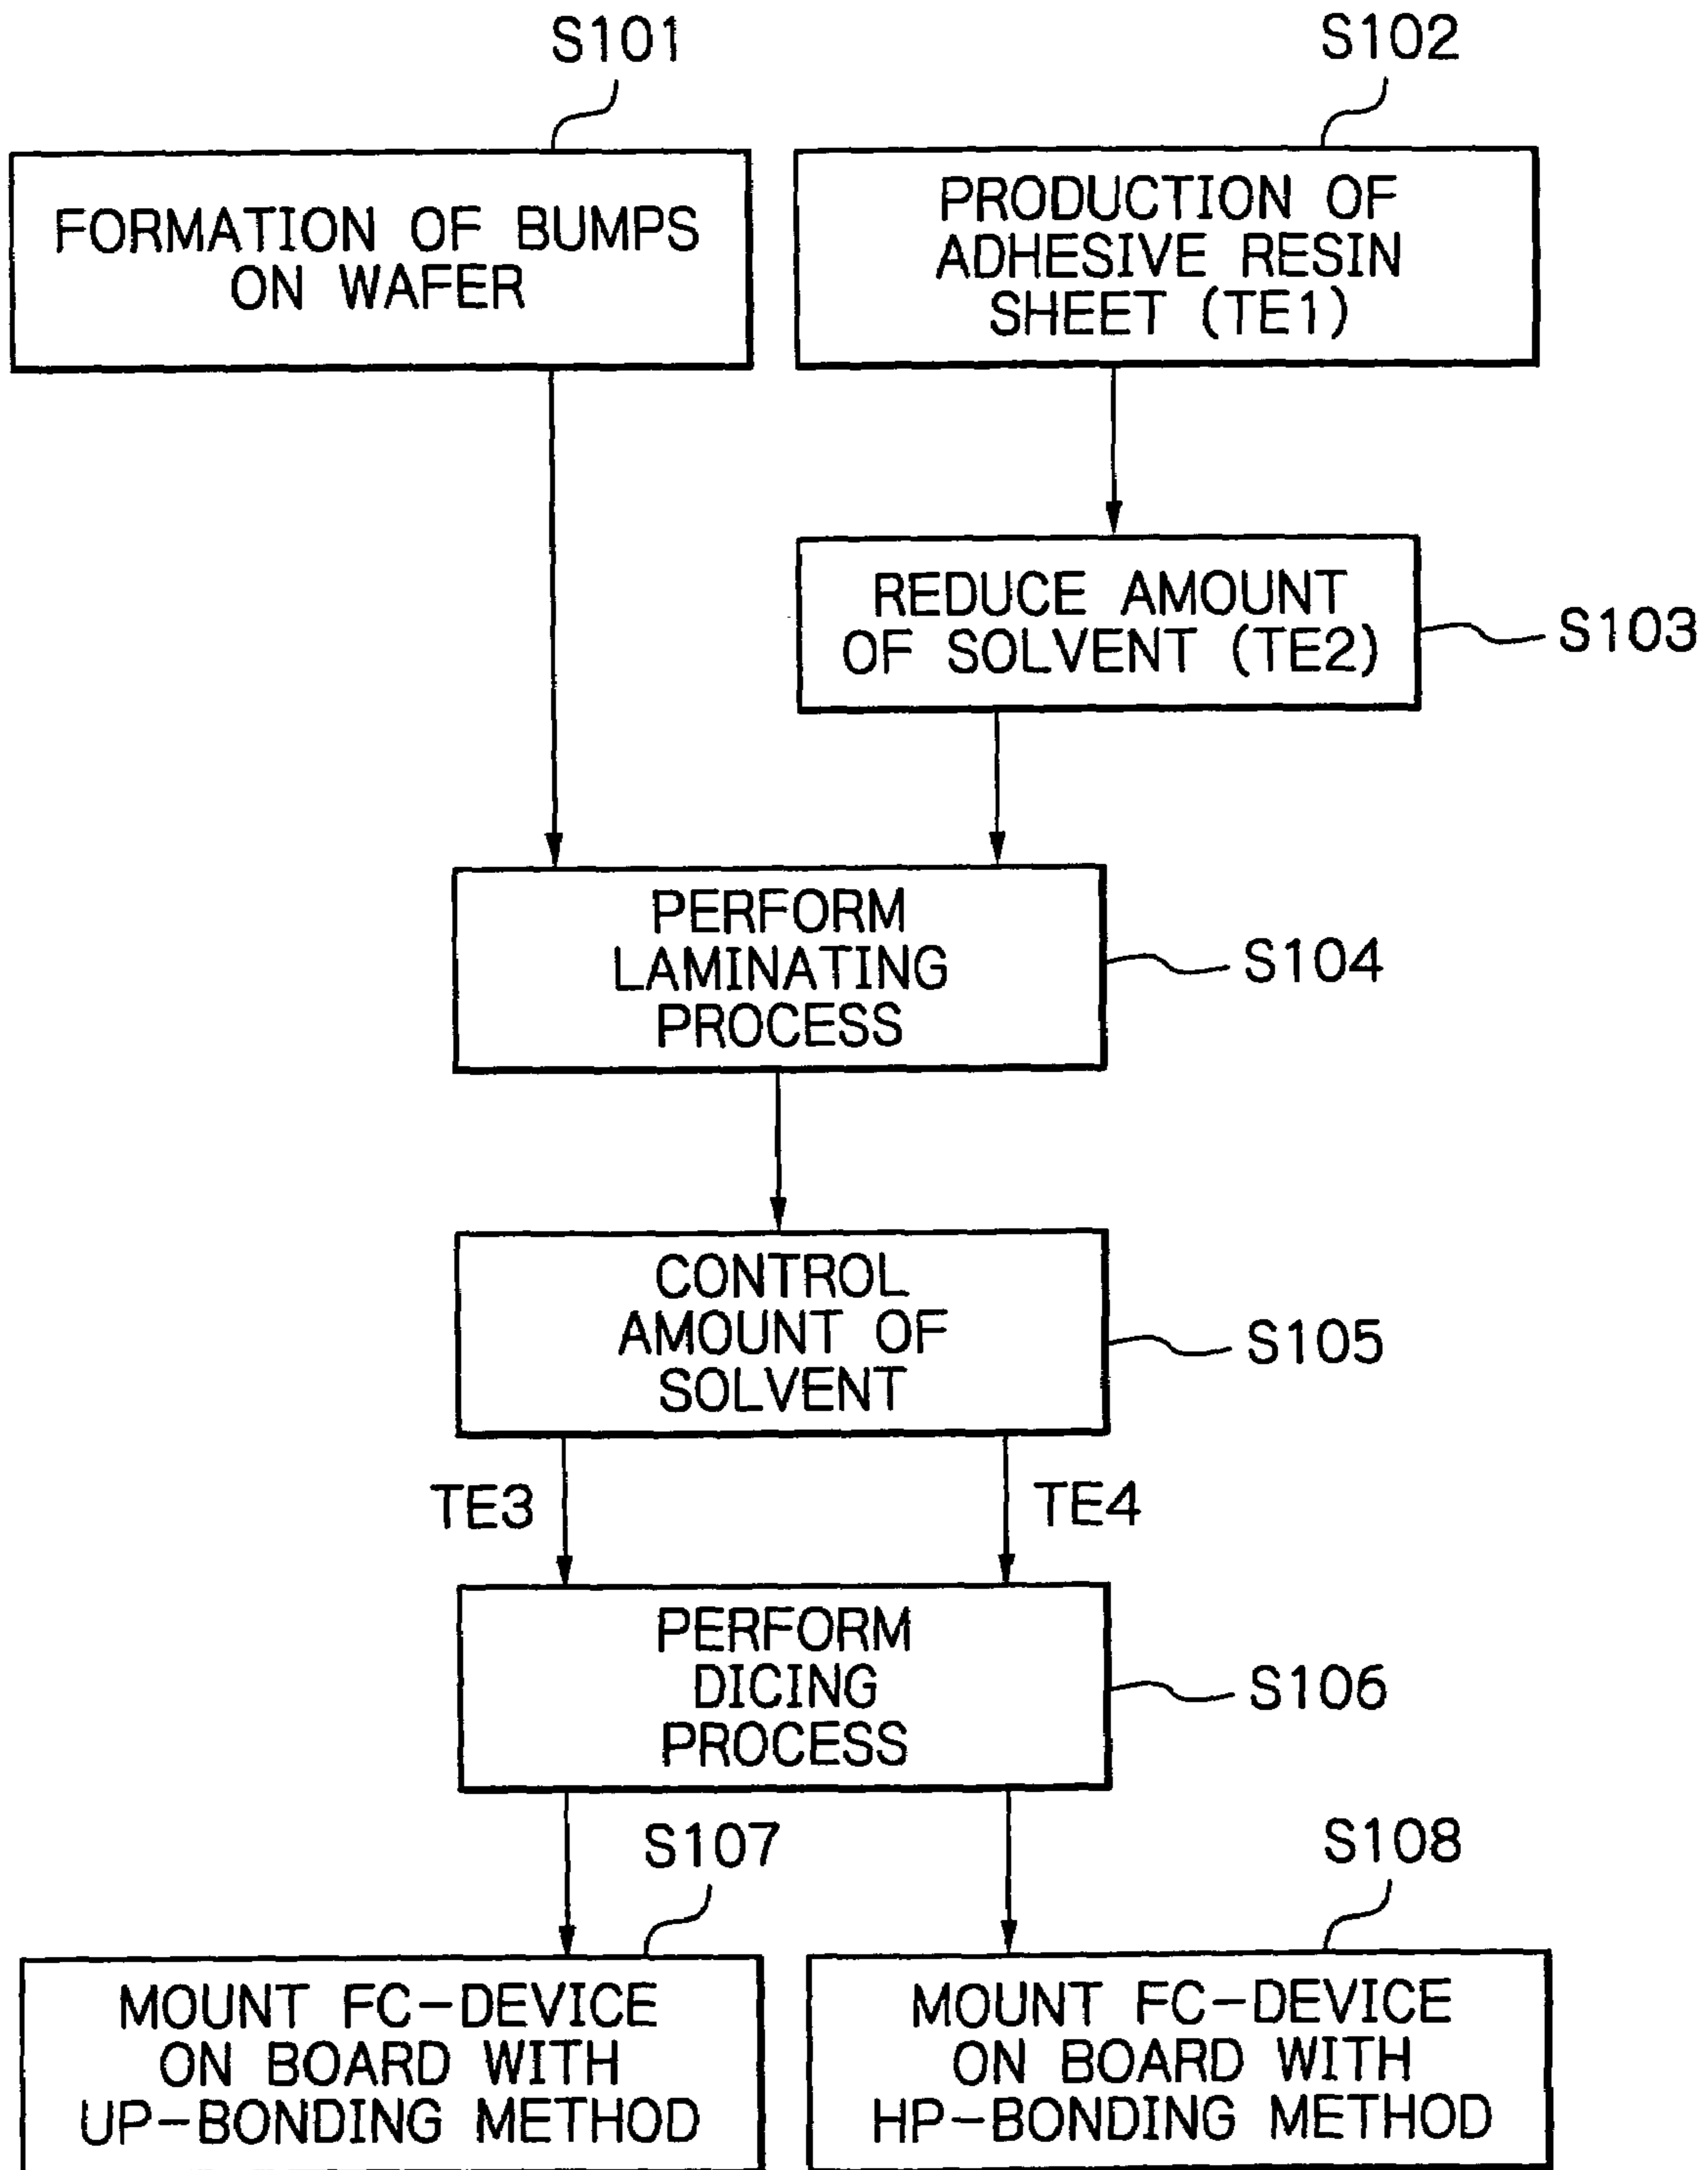 S101
S102
FORMATION OF BUMPS
ON WAFER
PRODUCTION OF
ADHESIVE RESIN
SHEET (TE1)
REDUCE AMOUNT
OF SOLVENT (TE2)
S103
PERFORM
LAMINATING
PROCESS
S104
CONTROL
AMOUNT OF
SOLVENT
S105
TE3
TE4
PERFORM
DICING
PROCESS
S106
S107
S108
MOUNT FC-DEVICE
ON BOARD WITH
UP-BONDING METHOD
MOUNT FC-DEVICE
ON BOARD WITH
HP-BONDING METHOD